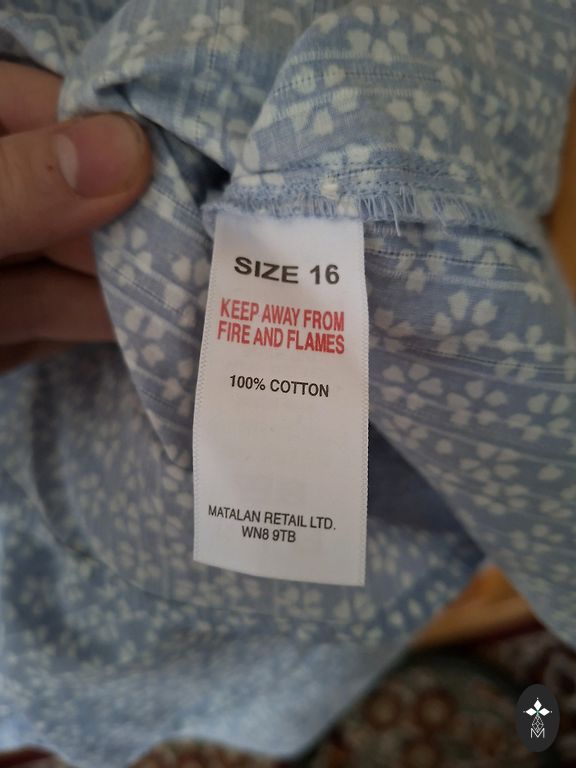 SIZE 16
KEEP AWAY FROM
FIRE AND FLAMES
100% COTTON
MATALAN RETAIL LTD.
WN8 9TB
M